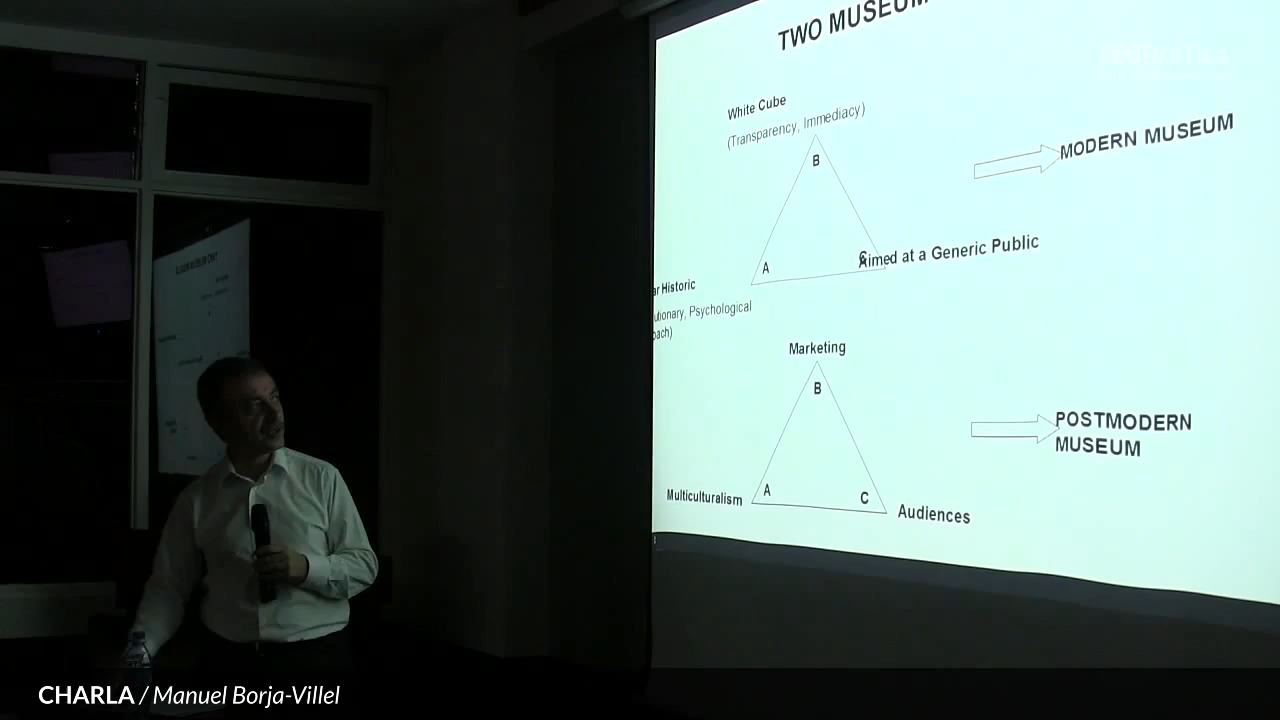 TWO MUSEUM
White Cube
(Transparency, Immediacy)
B
MODERN MUSEUM
A
C
Aimed at a Generic Public
ar Historic
utionary, Psychological
oach)
Marketing
B
POSTMODERN
MUSEUM
Multiculturalism
A
C
Audiences
CHARLA / Manuel Borja-Villel